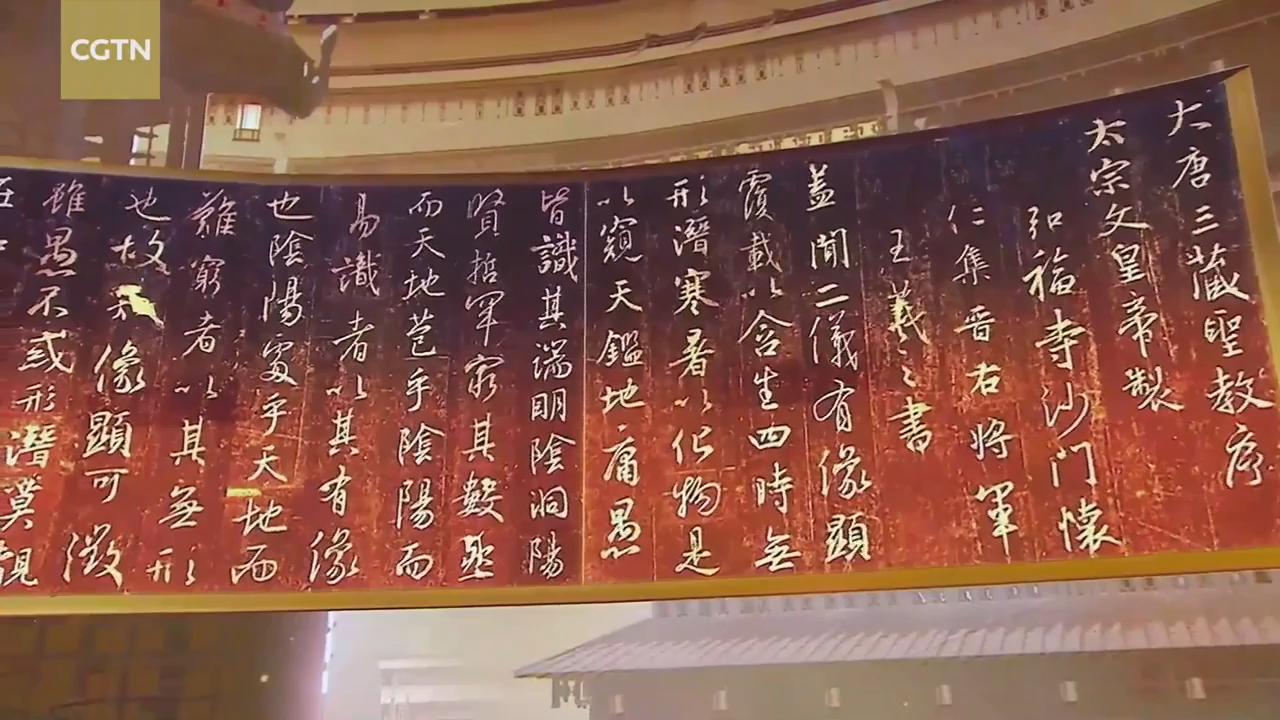 CGTN
大唐三藏聖教序
太宗文皇帝製
弘福寺沙門懷
仁集晋右將軍
王羲之書
蓋聞二儀有像顯
覆載以含生四時無
形潛寒暑以化物是
以窺天鑑地庸愚
皆識其端明陰洞陽
賢哲罕窮其數然
而天地苞乎陰陽而
易識者以其有像
也陰陽處乎天地而
難窮者以其無形
也故知像顯可徵
雖愚不惑形潛莫覩
在